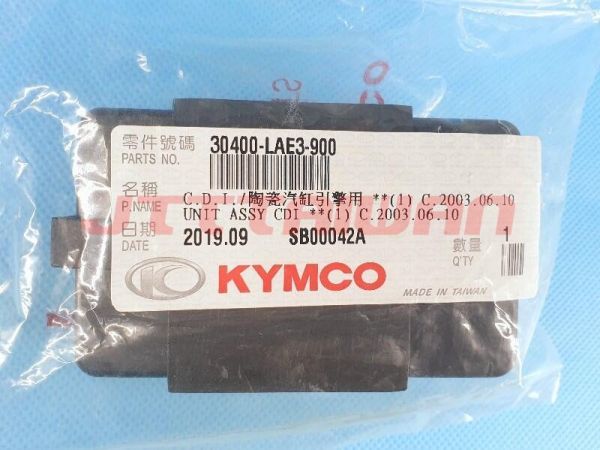 零件號碼 30400-LAE3-900
PARTS NO.
名稱 C.D.I./陶瓷汽缸引擎用 **(1) C.2003.06.10
P.NAME UNIT ASSY CDI **(1) C.2003.06.10
日期 2019.09 SB00042A 數量 1
DATE Q'TY
KYMCO
MADE IN TAIWAN